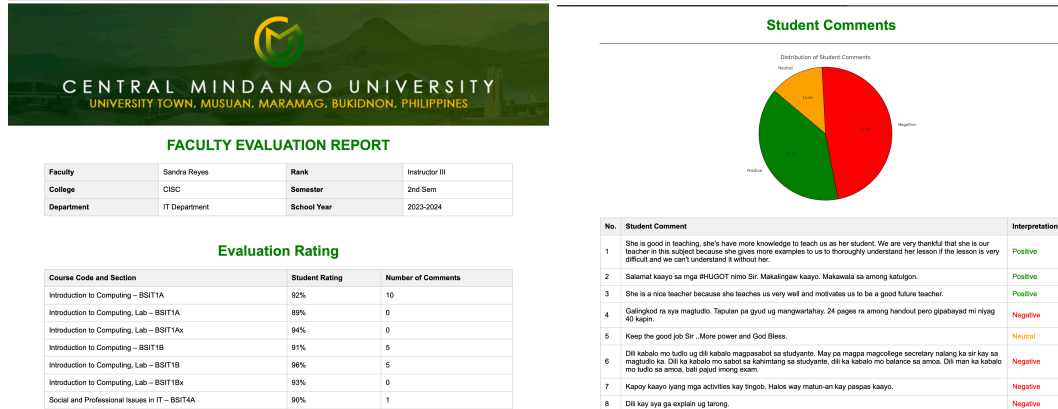 CENTRAL MINDANAO UNIVERSITY
UNIVERSITY TOWN, MUSUAN, MARAMAG, BUKIDNON, PHILIPPINES
FACULTY EVALUATION REPORT
Faculty Sandra Reyes Rank Instructor III
College CISC Semester 2nd Sem
Department IT Department School Year 2023-2024
Evaluation Rating
Course Code and Section Student Rating Number of Comments
Introduction to Computing – BSIT1A 92% 10
Introduction to Computing, Lab – BSIT1A 89% 0
Introduction to Computing, Lab – BSIT1Ax 94% 0
Introduction to Computing – BSIT1B 91% 5
Introduction to Computing, Lab – BSIT1B 96% 5
Introduction to Computing, Lab – BSIT1Bx 93% 0
Social and Professional Issues in IT – BSIT4A 90% 1
Student Comments
Distribution of Student Comments
Neutral
Negative
Positive
No. Student Comment Interpretation
1 She is good in teaching, she's have more knowledge to teach us as her student. We are very thankful that she is our
teacher in this subject because she gives more examples to us to thoroughly understand her lesson if the lesson is very
difficult and we can't understand it without her. Positive
2 Salamat kaayo sa mga #HUGOT nimo Sir. Makalingaw kaayo. Makawala sa among katulgon. Positive
3 She is a nice teacher because she teaches us very well and motivates us to be a good future teacher. Positive
4 Galingkod ra sya magtudlo. Tapulan pa gyud ug mangwartahay. 24 pages ra among handout pero gipabayad mi niyag
40 kapin. Negative
5 Keep the good job Sir ..More power and God Bless. Neutral
6 Dili kabalo mo tudlo ug dili kabalo magpasabot sa studyante. May pa magpa magcollege secretary nalang ka sir kay sa
magtudlo ka. Dili ka kabalo mo sabot sa kahimtang sa studyante, dili ka kabalo mo balance sa amoa. Dili man ka kabalo
mo tudlo sa amoa, bati pajud imong exam. Negative
7 Kapoy kaayo iyang mga activities kay tingob. Halos way matun-an kay paspas kaayo. Negative
8 Dili kay sya ga explain ug tarong. Negative